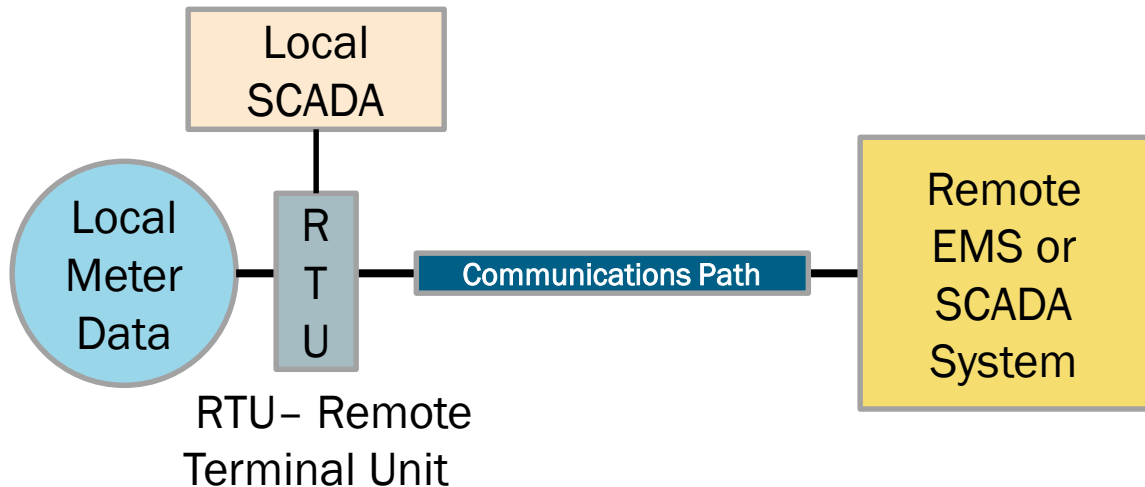 Local
SCADA
Local
Meter
Data
R
T
U
Communications Path
Remote
EMS or
SCADA
System
RTU– Remote
Terminal Unit